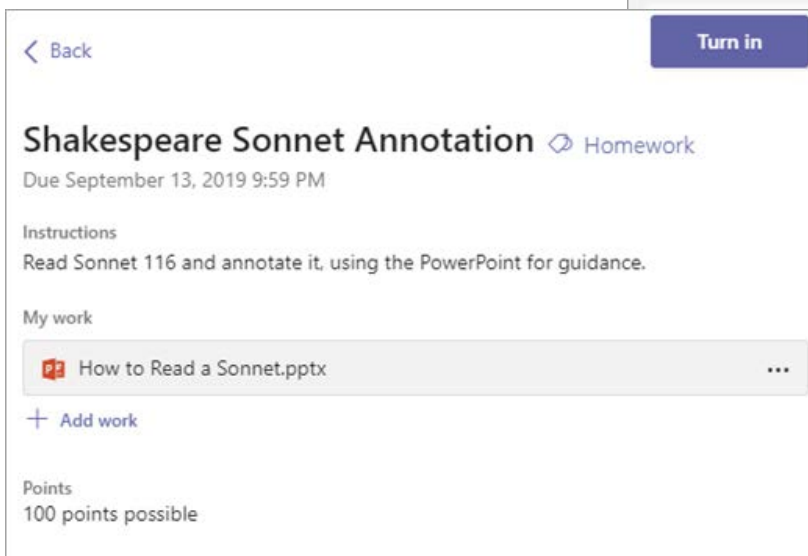 Back
Turn in
Shakespeare Sonnet Annotation Homework
Due September 13, 2019 9:59 PM
Instructions
Read Sonnet 116 and annotate it, using the PowerPoint for guidance.
My work
How to Read a Sonnet.pptx
Add work
Points
100 points possible